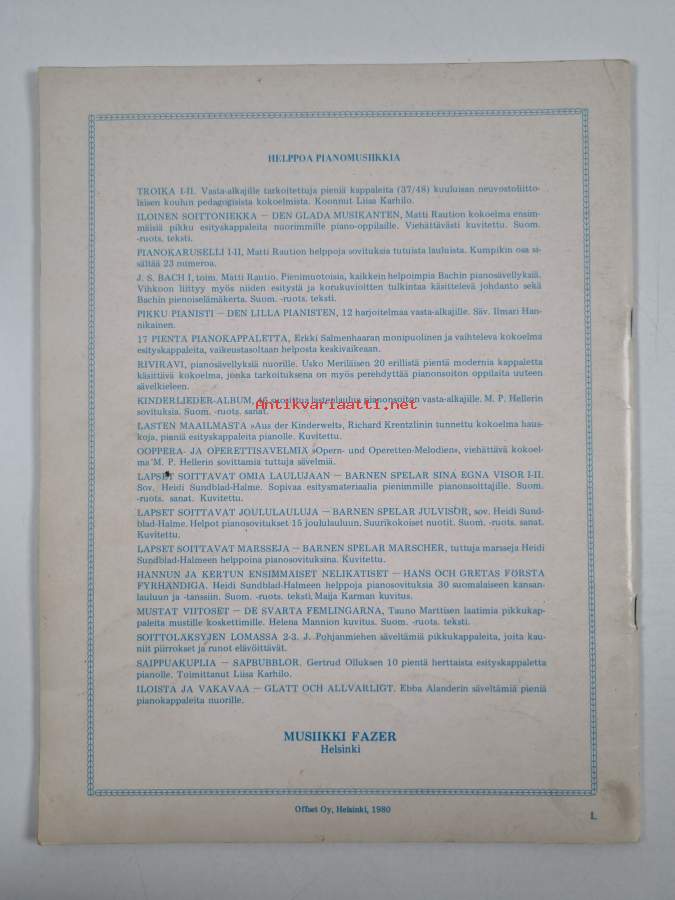 HELPPOA PIANOMUSIIKKIA
TROIKA I-II. Vasta-alkajille tarkoitettuja pieniä kappaleita (37/48) kuuluisan neuvostoliitto-
laisen koulun pedagogisista kokoelmista. Koonnut Liisa Karhilo.
ILOINEN SOITTONIEKKA — DEN GLADA MUSIKANTEN, Matti Raution kokoelma ensim-
mäisiä pikku esityskappaleita nuorimmille piano-oppilaille. Viehättävästi kuvitettu. Suom.
-ruots. teksti.
PIANOKARUSELLI I-II, Matti Raution helppoja sovituksia tutuista lauluista. Kumpikin osa si-
sältää 23 numeroa.
J. S. BACH I, toim. Matti Rautio. Pienimuotoisia, kaikkein helpoimpia Bachin pianosävellyksiä.
Vihkoon liittyy myös niiden esitystä ja korukuvioitten tulkintaa käsittelevä johdanto sekä
Bachin pienoiselämäkerta. Suom. -ruots. teksti.
PIKKU PIANISTI — DEN LILLA PIANISTEN, 12 harjoitelmaa vasta-alkajille. Säv. Ilmari Han-
nikainen.
17 PIENTÄ PIANOKAPPALETTA, Erkki Salmenhaaran monipuolinen ja vaihteleva kokoelma
esityskappaleita, vaikeustasoltaan helposta keskivaikeaan.
RIVIRAVI, pianosävellyksiä nuorille. Usko Meriläisen 20 erillistä pientä modernia kappaletta
käsittävä kokoelma, jonka tarkoituksena on myös perehdyttää pianonsoiton oppilaita uuteen
sävelkieleen.
KINDERLIEDER-ALBUM, 46 suosittua lastenlaulua pianonsoiton vasta-alkajille. M. P. Hellerin
sovituksia. Suom. -ruots. sanat.
Antikvariaatti.net
LASTEN MAAILMASTA »Aus der Kinderwelt», Richard Krentzlinin tunnettu kokoelma haus-
koja, pieniä esityskappaleita pianolle. Kuvitettu.
OOPPERA- JA OPERETTISÄVELMIÄ »Opern- und Operetten-Melodien», viehättävä kokoel-
ma M. P. Hellerin sovittamia tuttuja sävelmiä.
LAPSET SOITTAVAT OMIA LAULUJAAN — BARNEN SPELAR SINA EGNA VISOR I-II.
Sov. Heidi Sundblad-Halme. Sopivaa esitysmateriaalia pienimmille pianonsoittajille. Suom.
-ruots. sanat. Kuvitettu.
LAPSET SOITTAVAT JOULULAULUJA — BARNEN SPELAR JULVISOR, sov. Heidi Sund-
blad-Halme. Helpot pianosovitukset 15 joululauluun. Suurikokoiset nuotit. Suom. -ruots. sanat.
Kuvitettu.
LAPSET SOITTAVAT MARSSEJA — BARNEN SPELAR MARSCHER, tuttuja marsseja Heidi
Sundblad-Halmeen helppoina pianosovituksina. Kuvitettu.
HANNUN JA KERTUN ENSIMMÄISET NELIKÄTISET — HANS OCH GRETAS FÖRSTA
FYRHÄNDIGA. Heidi Sundblad-Halmeen helppoja pianosovituksia 30 suomalaiseen kansan-
lauluun ja -tanssiin. Suom. -ruots. teksti, Maija Karman kuvitus.
MUSTAT VIITOSET — DE SVARTA FEMLINGARNA, Tauno Marttisen laatimia pikkukap-
paleita mustille koskettimille. Helena Mannion kuvitus. Suom. -ruots. teksti.
SOITTOLÄKSYJEN LOMASSA 2-3. J. Pohjanmiehen säveltämiä pikkukappaleita, joita kau-
niit piirrokset ja runot elävöittävät.
SAIPPUAKUPLIA — SÅPBUBBLOR. Gertrud Olluksen 10 pientä herttaista esityskappaletta
pianolle. Toimittanut Liisa Karhilo.
ILOISTA JA VAKAVAA — GLATT OCH ALLVARLIGT. Ebba Alanderin säveltämiä pieniä
pianokappaleita nuorille.
MUSIIKKI FAZER
Helsinki
Offset Oy, Helsinki, 1980
L